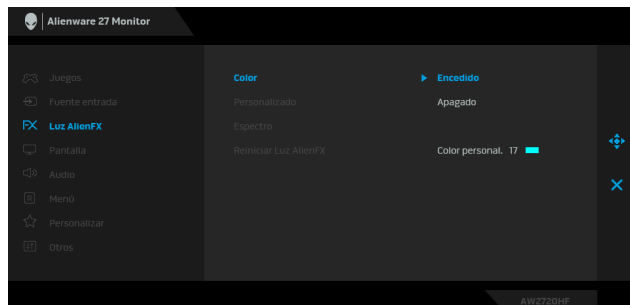 Alienware 27 Monitor
Juegos
Fuente entrada
FX Luz AlienFX
Pantalla
Audio
Menú
Personalizar
Otros
Color
Personalizado
Espectro
Reiniciar Luz AlienFX
Encedido
Apagado
Color personal. 17
AW2720HF